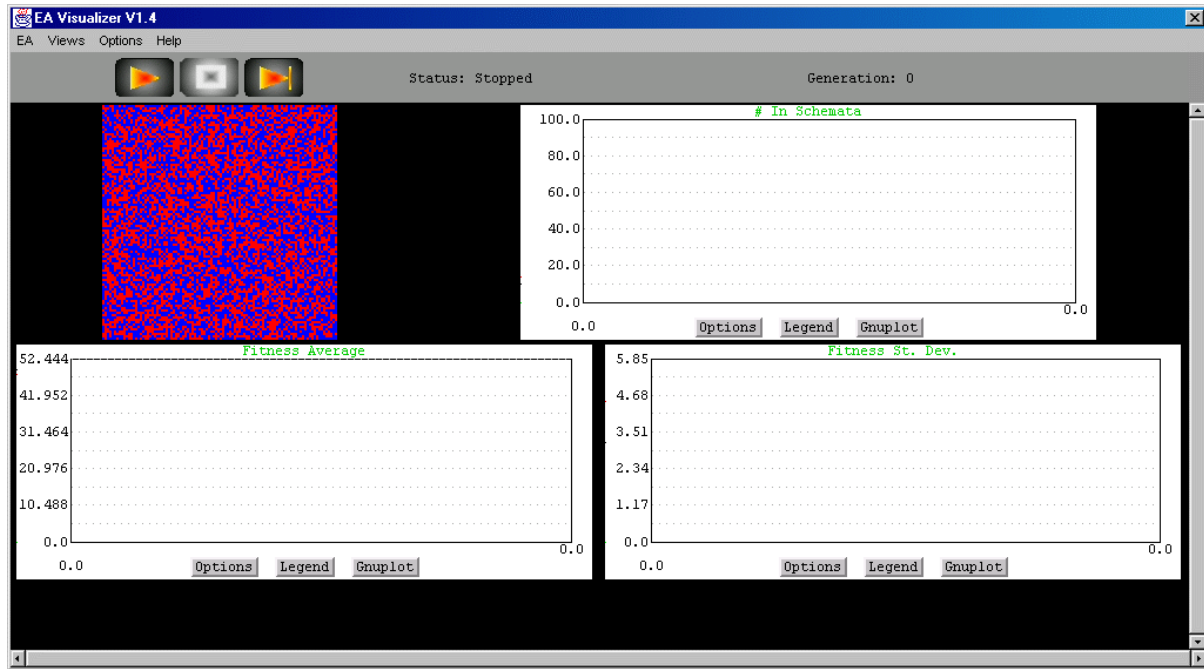 EA Visualizer V1.4
EA Views Options Help
Status: Stopped
Generation: 0
# In Schemata
100.0
80.0
60.0
40.0
20.0
0.0
0.0
0.0
Options Legend Gnuplot
Fitness Average
52.444
41.952
31.464
20.976
10.488
0.0
0.0
0.0
Options Legend Gnuplot
Fitness St. Dev.
5.85
4.68
3.51
2.34
1.17
0.0
0.0
0.0
Options Legend Gnuplot